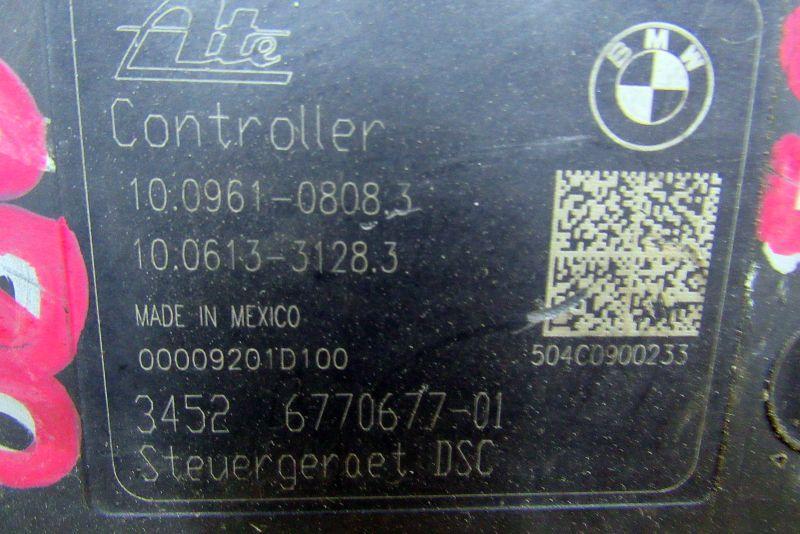 Ate
BMW
Controller
10.0961-0808.3
10.0613-3128.3
MADE IN MEXICO
00009201D100
504C0900233
3452 6770677-01
Steuergeraet DSC